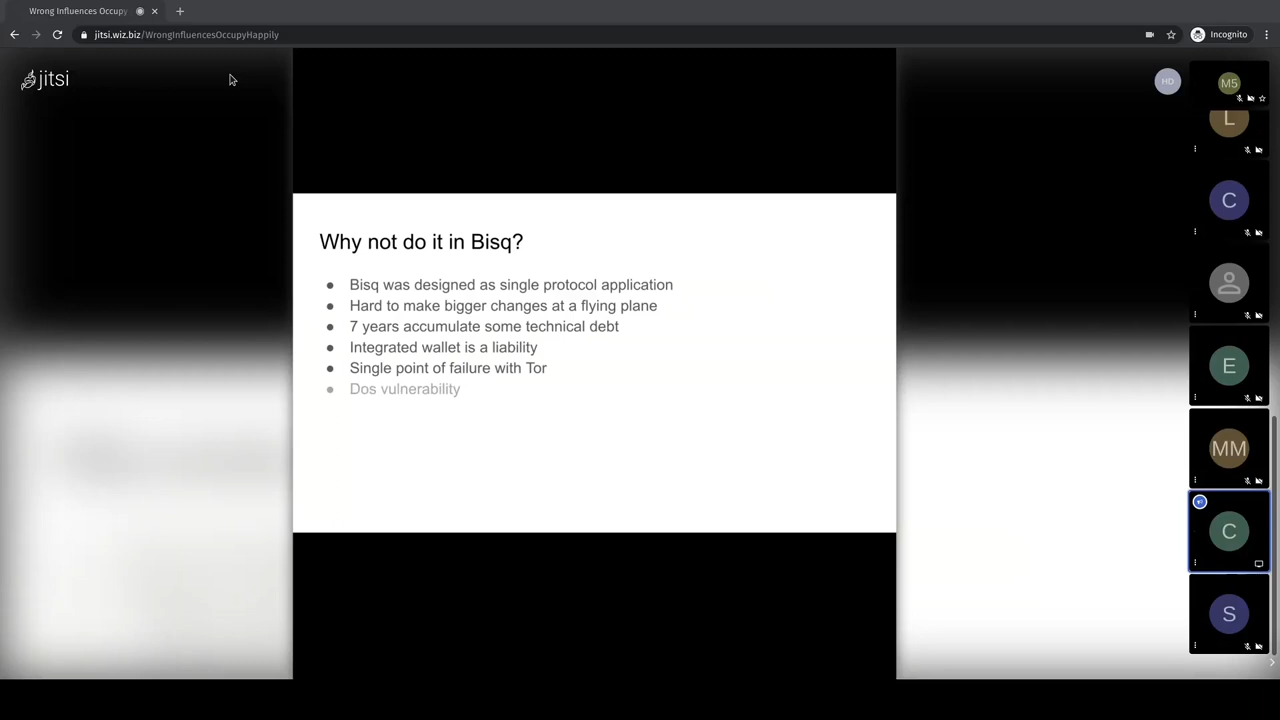 Wrong Influences Occupy
jitsi.wiz.biz/WrongInfluencesOccupyHappily
Incognito
jitsi
HD
M5
L
C
E
MM
C
S
Why not do it in Bisq?
● Bisq was designed as single protocol application
● Hard to make bigger changes at a flying plane
● 7 years accumulate some technical debt
● Integrated wallet is a liability
● Single point of failure with Tor
● Dos vulnerability